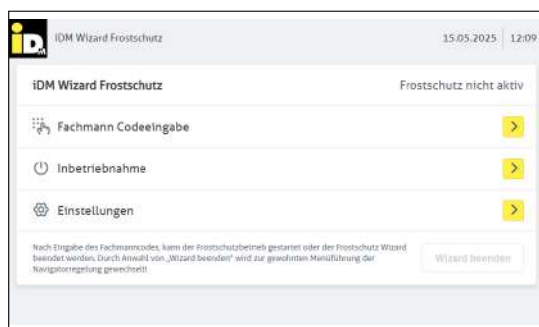 iDM
iDM Wizard Frostschutz
15.05.2025 12:09
iDM Wizard Frostschutz
Frostschutz nicht aktiv
Fachmann Codeeingabe
Inbetriebnahme
Einstellungen
Nach Eingabe des Fachmanncodes, kann der Frostschutzbetrieb gestartet oder der Frostschutz Wizard
beendet werden. Durch Anwahl von „Wizard beenden" wird zur gewohnten Menüführung der
Navigatorregelung gewechselt!
Wizard beenden